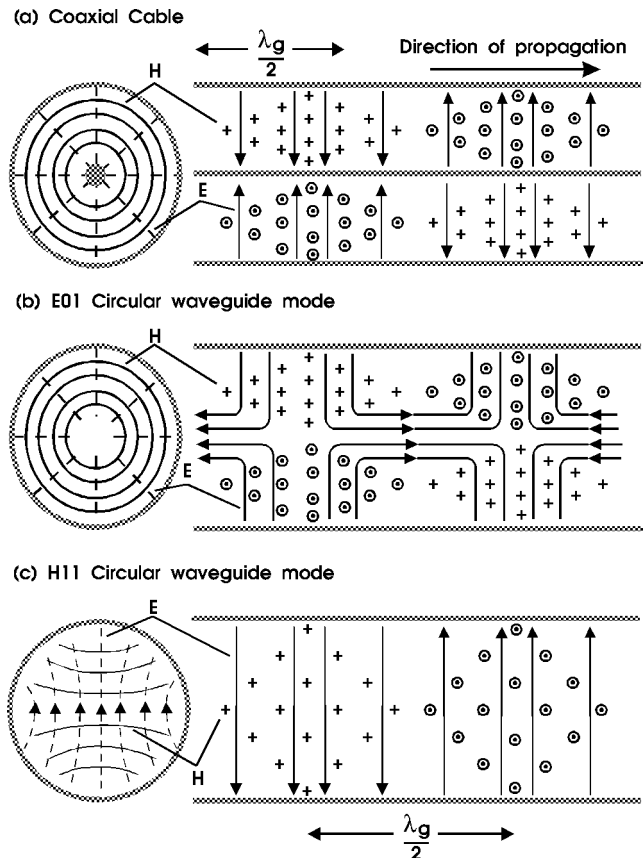 (a) Coaxial Cable
λg
2
Direction of propagation
H
E
(b) E01 Circular waveguide mode
H
E
(c) H11 Circular waveguide mode
E
H
λg
2